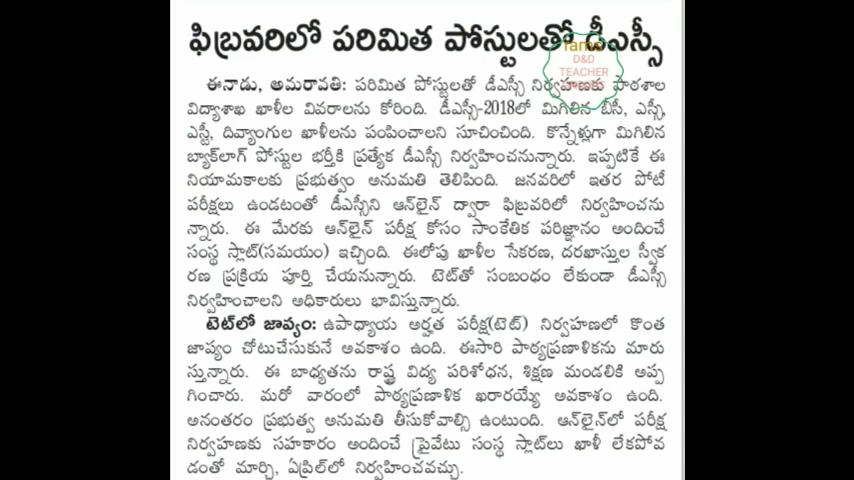 ఫిబ్రవరిలో పరిమిత పోస్టులతో డీఎస్సీ
ఈనాడు, అమరావతి: పరిమిత పోస్టులతో డీఎస్సీ నిర్వహణకు పాఠశాల
విద్యాశాఖ ఖాళీల వివరాలను కోరింది. డీఎస్సీ-2018లో మిగిలిన బీసీ, ఎస్సీ,
ఎస్టీ, దివ్యాంగుల ఖాళీలను పంపించాలని సూచించింది. కొన్నేళ్లుగా మిగిలిన
బ్యాక్‌లాగ్ పోస్టుల భర్తీకి ప్రత్యేక డీఎస్సీ నిర్వహించనున్నారు. ఇప్పటికే ఈ
నియామకాలకు ప్రభుత్వం అనుమతి తెలిపింది. జనవరిలో ఇతర పోటీ
పరీక్షలు ఉండటంతో డీఎస్సీని ఆన్‌లైన్ ద్వారా ఫిబ్రవరిలో నిర్వహించను
న్నారు. ఈ మేరకు ఆన్‌లైన్ పరీక్ష కోసం సాంకేతిక పరిజ్ఞానం అందించే
సంస్థ స్లాట్(సమయం) ఇచ్చింది. ఈలోపు ఖాళీల సేకరణ, దరఖాస్తుల స్వీక
రణ ప్రక్రియ పూర్తి చేయనున్నారు. టెట్‌తో సంబంధం లేకుండా డీఎస్సీ
నిర్వహించాలని అధికారులు భావిస్తున్నారు.
టెట్‌లో జాప్యం: ఉపాధ్యాయ అర్హత పరీక్ష(టెట్) నిర్వహణలో కొంత
జాప్యం చోటుచేసుకునే అవకాశం ఉంది. ఈసారి పాఠ్యప్రణాళికను మారు
స్తున్నారు. ఈ బాధ్యతను రాష్ట్ర విద్య పరిశోధన, శిక్షణ మండలికి అప్ప
గించారు. మరో వారంలో పాఠ్యప్రణాళిక ఖరారయ్యే అవకాశం ఉంది.
అనంతరం ప్రభుత్వ అనుమతి తీసుకోవాల్సి ఉంటుంది. ఆన్‌లైన్‌లో పరీక్ష
నిర్వహణకు సహకారం అందించే ప్రైవేటు సంస్థ స్లాట్‌లు ఖాళీ లేకపోవ
డంతో మార్చి, ఏప్రిల్‌లో నిర్వహించవచ్చు.
D&D
TEACHER